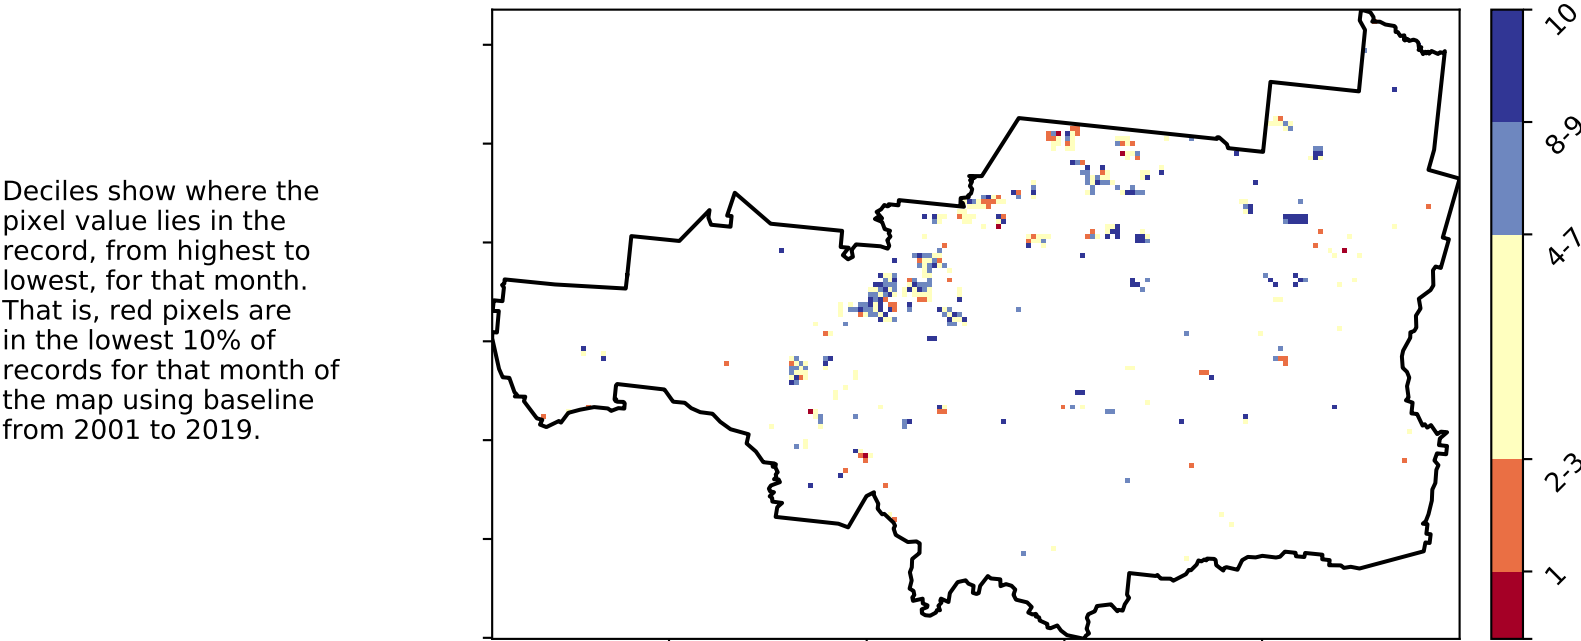 Deciles show where the
pixel value lies in the
record, from highest to
lowest, for that month.
That is, red pixels are
in the lowest 10% of
records for that month of
the map using baseline
from 2001 to 2019.
10
8-9
4-7
2-3
1